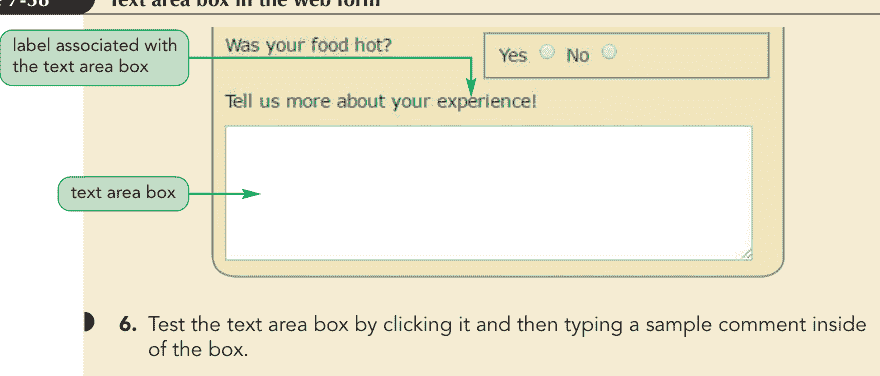 7-38 Text area box in the web form
label associated with
the text area box
Was your food hot?
Yes No
Tell us more about your experience!
text area box
6. Test the text area box by clicking it and then typing a sample comment inside
of the box.